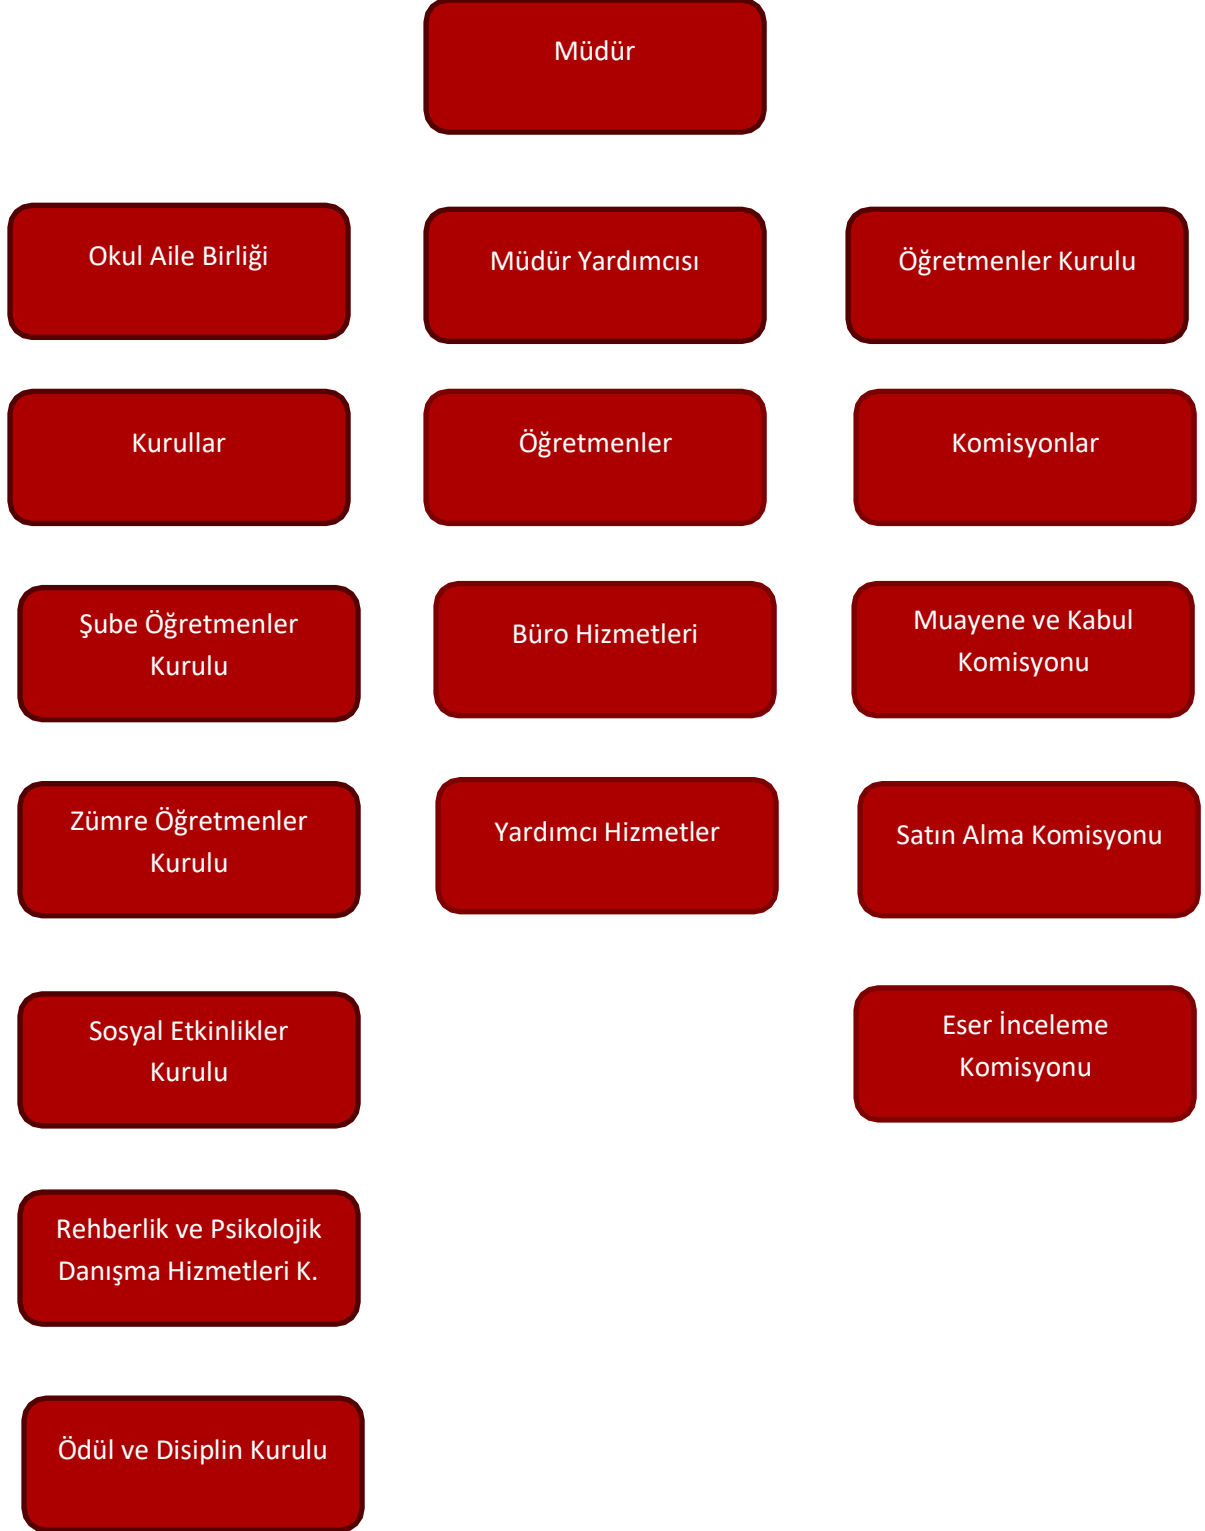 Müdür
Okul Aile Birliği
Müdür Yardımcısı
Öğretmenler Kurulu
Kurullar
Öğretmenler
Komisyonlar
Şube Öğretmenler
Kurulu
Büro Hizmetleri
Muayene ve Kabul
Komisyonu
Zümre Öğretmenler
Kurulu
Yardımcı Hizmetler
Satın Alma Komisyonu
Sosyal Etkinlikler
Kurulu
Eser İnceleme
Komisyonu
Rehberlik ve Psikolojik
Danışma Hizmetleri K.
Ödül ve Disiplin Kurulu